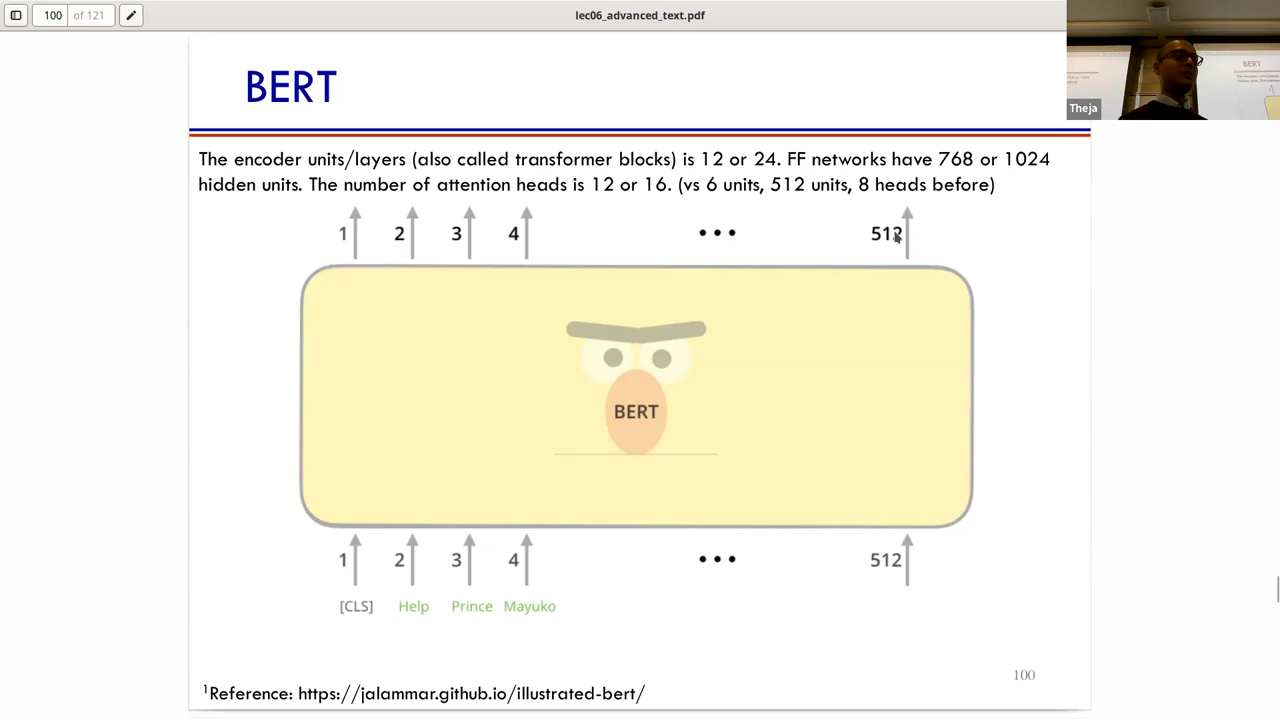 100 of 121
lec06_advanced_text.pdf
Theja
BERT
The encoder units/layers (also called transformer blocks) is 12 or 24. FF networks have 768 or 1024
hidden units. The number of attention heads is 12 or 16. (vs 6 units, 512 units, 8 heads before)
1 2 3 4 ••• 512
BERT
1 2 3 4 ••• 512
[CLS] Help Prince Mayuko
100
1Reference: https://jalammar.github.io/illustrated-bert/